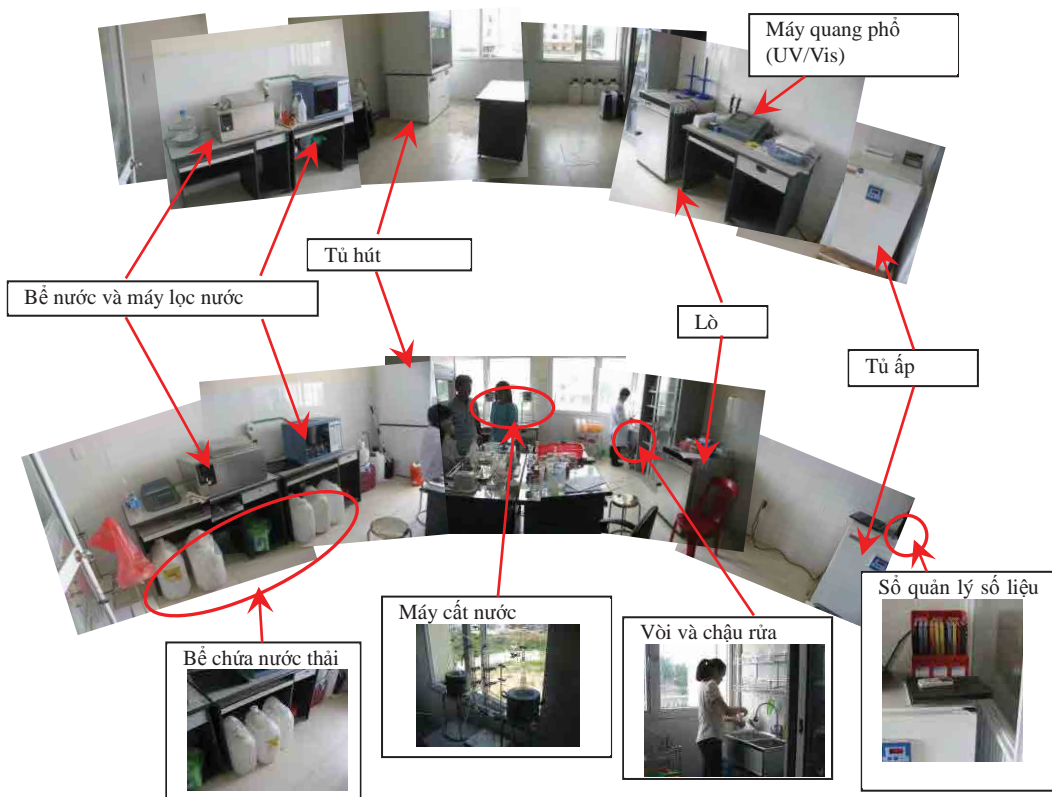 Máy quang phổ
(UV/Vis)
Tủ hút
Bể nước và máy lọc nước
Lò
Tủ ấp
Sổ quản lý số liệu
Máy cất nước
Vòi và chậu rửa
Bể chứa nước thải